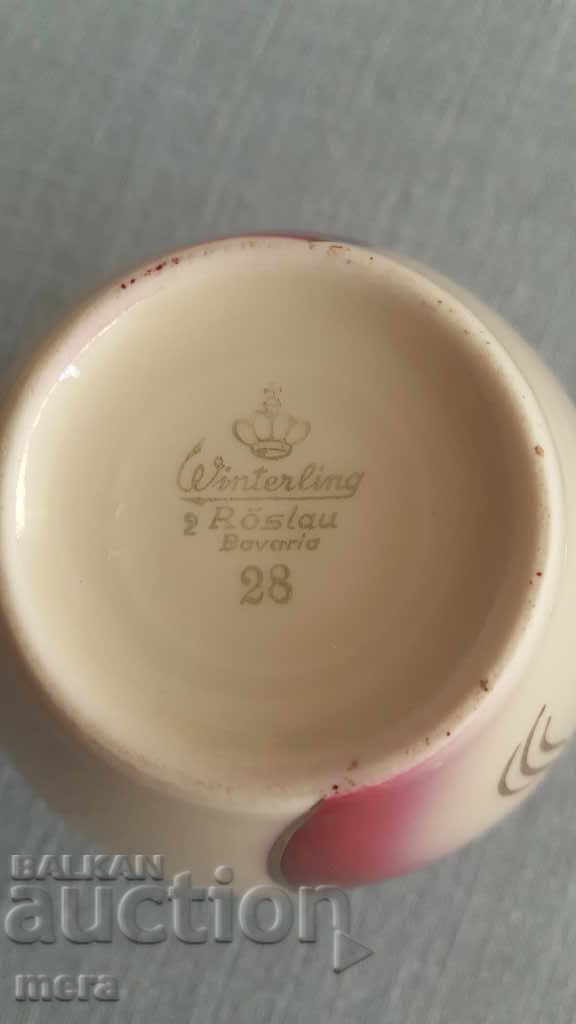 Winterling
2 Röslau
Bavaria
28
BALKAN
auction
mera